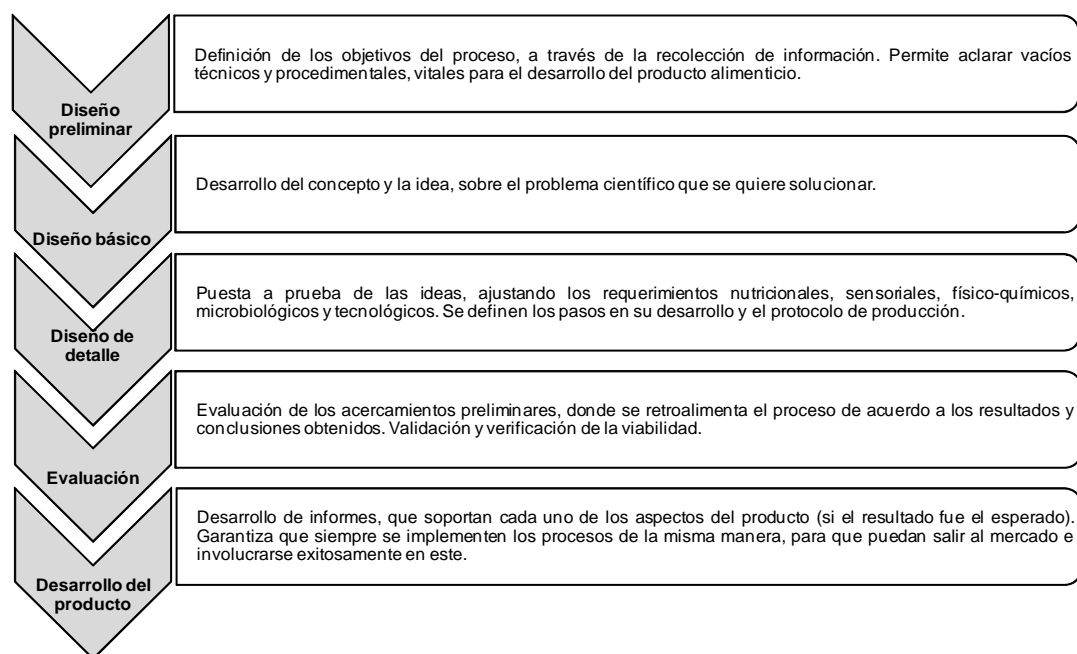 Diseño
preliminar
Definición de los objetivos del proceso, a través de la recolección de información. Permite aclarar vacíos
técnicos y procedimentales, vitales para el desarrollo del producto alimenticio.
Diseño básico
Desarrollo del concepto y la idea, sobre el problema científico que se quiere solucionar.
Diseño de
detalle
Puesta a prueba de las ideas, ajustando los requerimientos nutricionales, sensoriales, físico-químicos,
microbiológicos y tecnológicos. Se definen los pasos en su desarrollo y el protocolo de producción.
Evaluación
Evaluación de los acercamientos preliminares, donde se retroalimenta el proceso de acuerdo a los resultados y
conclusiones obtenidos. Validación y verificación de la viabilidad.
Desarrollo del
producto
Desarrollo de informes, que soportan cada uno de los aspectos del producto (si el resultado fue el esperado).
Garantiza que siempre se implementen los procesos de la misma manera, para que puedan salir al mercado e
involucrarse exitosamente en este.